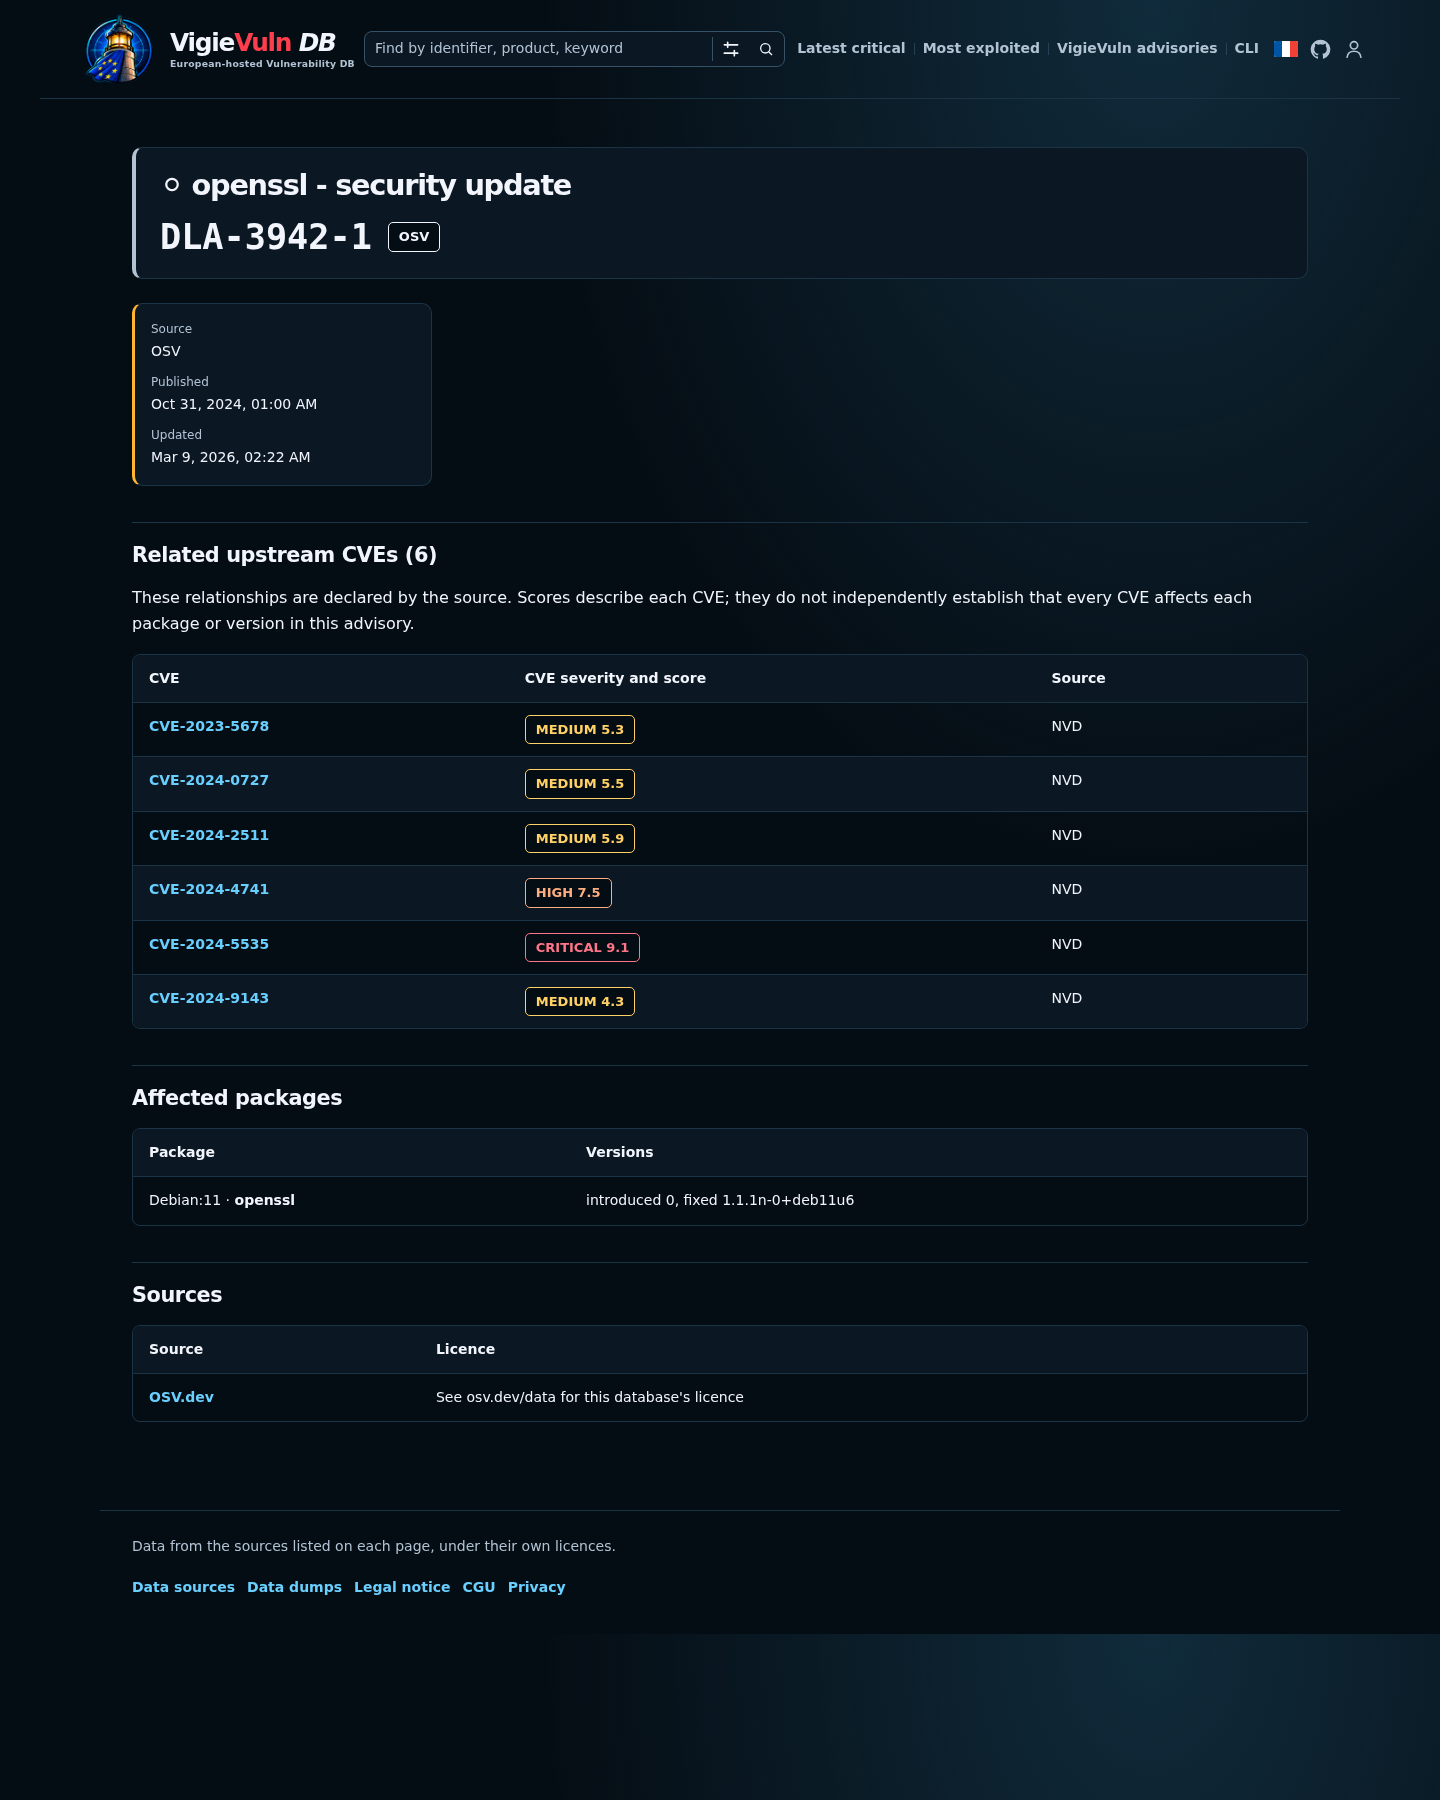 VigieVuln DB
European-hosted Vulnerability DB
Find by identifier, product, keyword
Latest critical
Most exploited
VigieVuln advisories
CLI
openssl - security update
DLA-3942-1 OSV
Source
OSV
Published
Oct 31, 2024, 01:00 AM
Updated
Mar 9, 2026, 02:22 AM
Related upstream CVEs (6)
These relationships are declared by the source. Scores describe each CVE; they do not independently establish that every CVE affects each
package or version in this advisory.
CVE CVE severity and score Source
CVE-2023-5678 MEDIUM 5.3 NVD
CVE-2024-0727 MEDIUM 5.5 NVD
CVE-2024-2511 MEDIUM 5.9 NVD
CVE-2024-4741 HIGH 7.5 NVD
CVE-2024-5535 CRITICAL 9.1 NVD
CVE-2024-9143 MEDIUM 4.3 NVD
Affected packages
Package Versions
Debian:11 · openssl introduced 0, fixed 1.1.1n-0+deb11u6
Sources
Source Licence
OSV.dev See osv.dev/data for this database's licence
Data from the sources listed on each page, under their own licences.
Data sources Data dumps Legal notice CGU Privacy